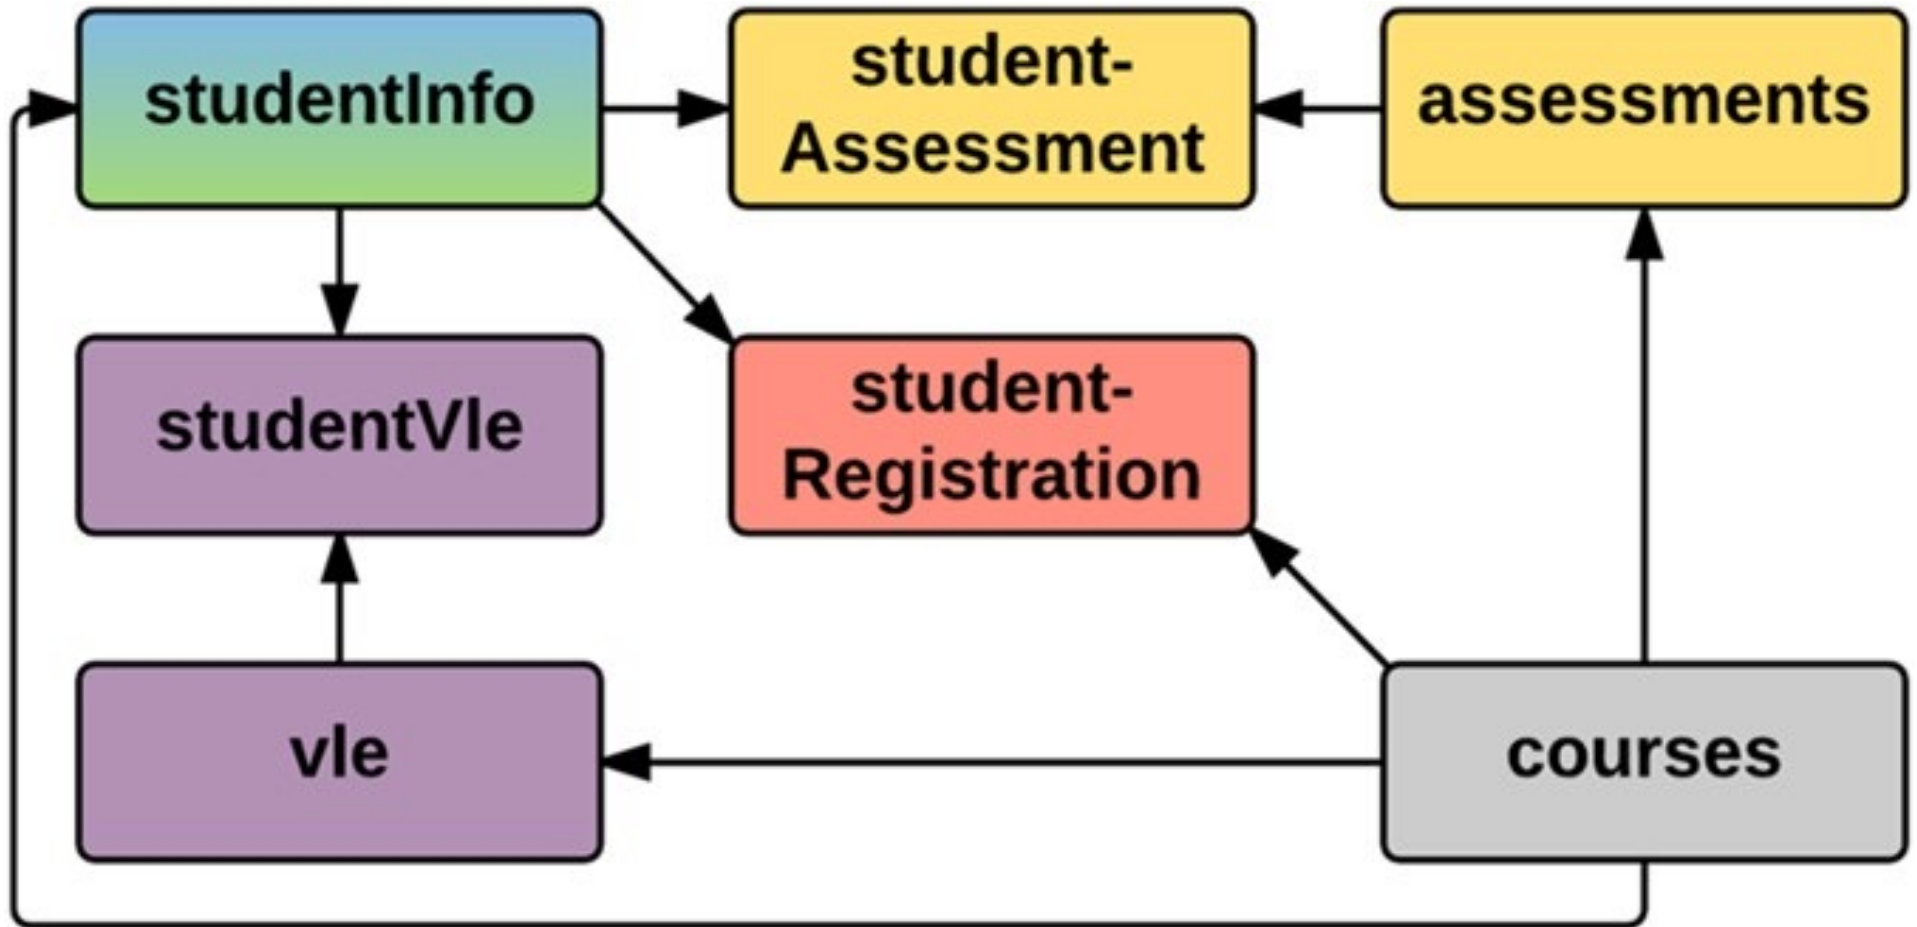 studentInfo
student-
Assessment
assessments
studentVle
student-
Registration
vle
courses